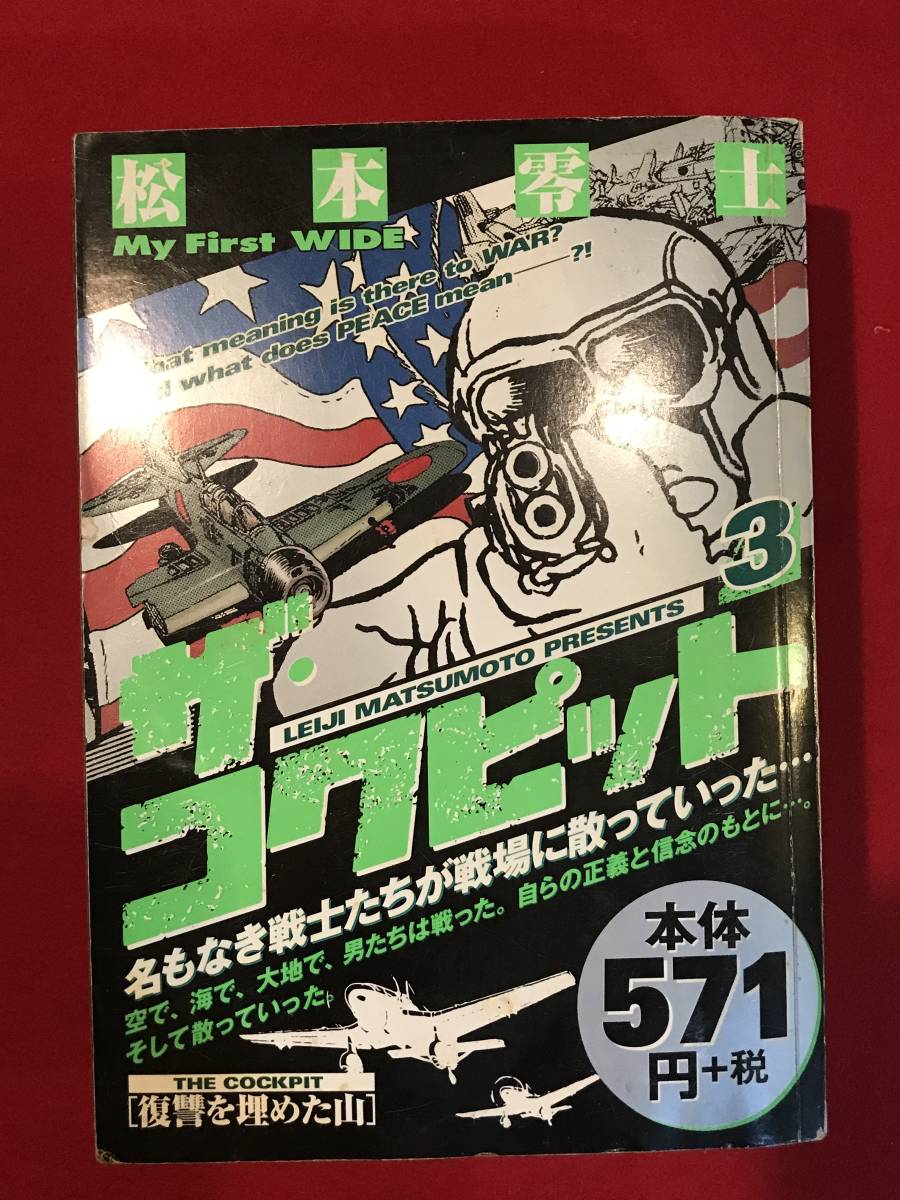 松本零士
My First WIDE
meaning is there to WAR?
what does PEACE mean——?!
3
LEIJI MATSUMOTO PRESENTS
ザ・
コクピット
名もなき戦士たちが戦場に散っていった…
空で、海で、大地で、男たちは戦った。自らの正義と信念のもとに…。
そして散っていった。
本体
571
円+税
THE COCKPIT
[復讐を埋めた山]